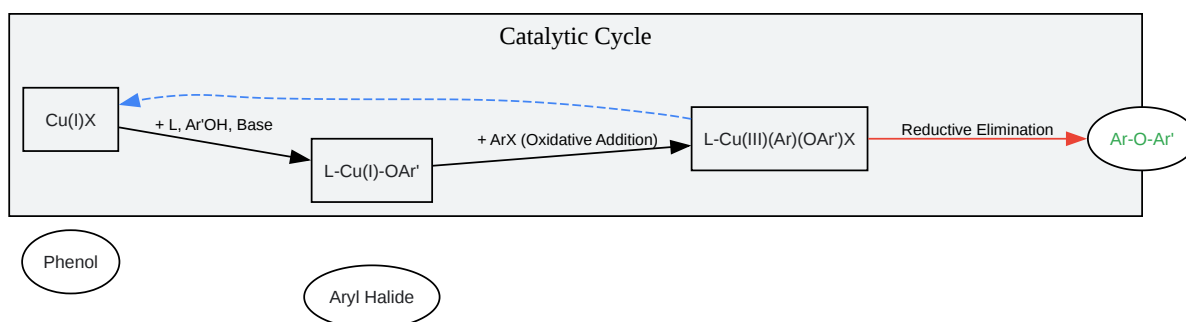 Catalytic Cycle
Cu(I)X
+ L, Ar'OH, Base
L-Cu(I)-OAr'
+ ArX (Oxidative Addition)
L-Cu(III)(Ar)(OAr')X
Reductive Elimination
Ar-O-Ar'
Phenol
Aryl Halide